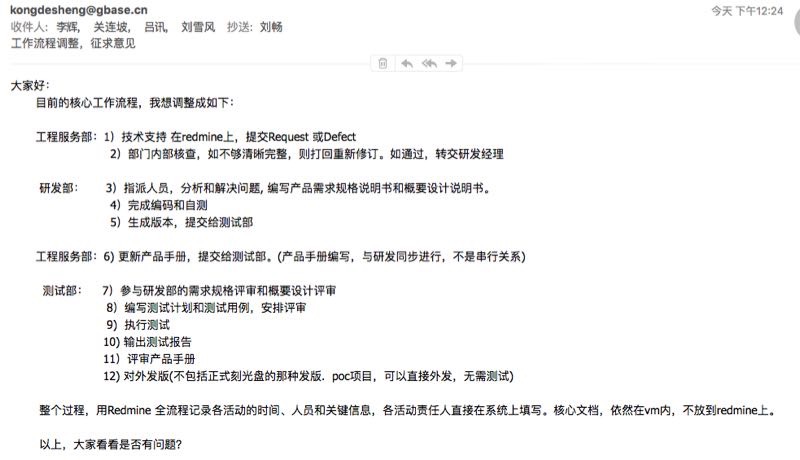 kongdesheng@gbase.cn
今天 下午12:24
收件人: 李辉, 关连坡, 吕讯, 刘雪风 抄送: 刘畅
工作流程调整，征求意见
大家好：
目前的核心工作流程，我想调整成如下：
工程服务部：1）技术支持 在redmine上，提交Request 或Defect
2）部门内部核查，如不够清晰完整，则打回重新修订。如通过，转交研发经理
研发部： 3）指派人员，分析和解决问题, 编写产品需求规格说明书和概要设计说明书。
4）完成编码和自测
5）生成版本，提交给测试部
工程服务部：6) 更新产品手册，提交给测试部。(产品手册编写，与研发同步进行，不是串行关系)
测试部： 7）参与研发部的需求规格评审和概要设计评审
8）编写测试计划和测试用例，安排评审
9）执行测试
10) 输出测试报告
11）评审产品手册
12) 对外发版(不包括正式刻光盘的那种发版．poc项目，可以直接外发，无需测试)
整个过程，用Redmine 全流程记录各活动的时间、人员和关键信息，各活动责任人直接在系统上填写。核心文档，依然在vm内，不放到redmine上。
以上，大家看看是否有问题？